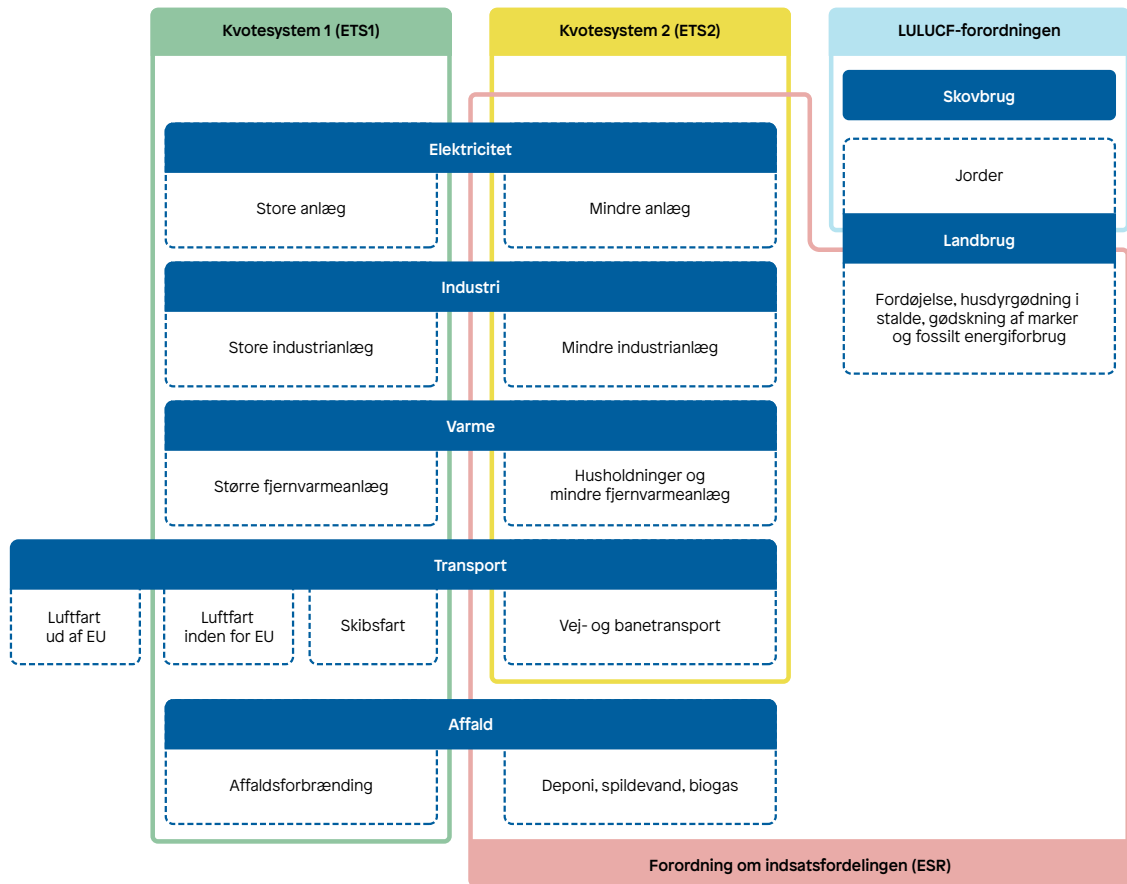 Kvotesystem 1 (ETS1)
Kvotesystem 2 (ETS2)
LULUCF-forordningen
Skovbrug
Jorder
Landbrug
Fordøjelse, husdyrgødning i
stalde, gødskning af marker
og fossilt energiforbrug
Elektricitet
Store anlæg
Mindre anlæg
Industri
Store industrianlæg
Mindre industrianlæg
Varme
Større fjernvarmeanlæg
Husholdninger og
mindre fjernvarmeanlæg
Transport
Luftfart
ud af EU
Luftfart
inden for EU
Skibsfart
Vej- og banetransport
Affald
Affaldsforbrænding
Deponi, spildevand, biogas
Forordning om indsatsfordelingen (ESR)